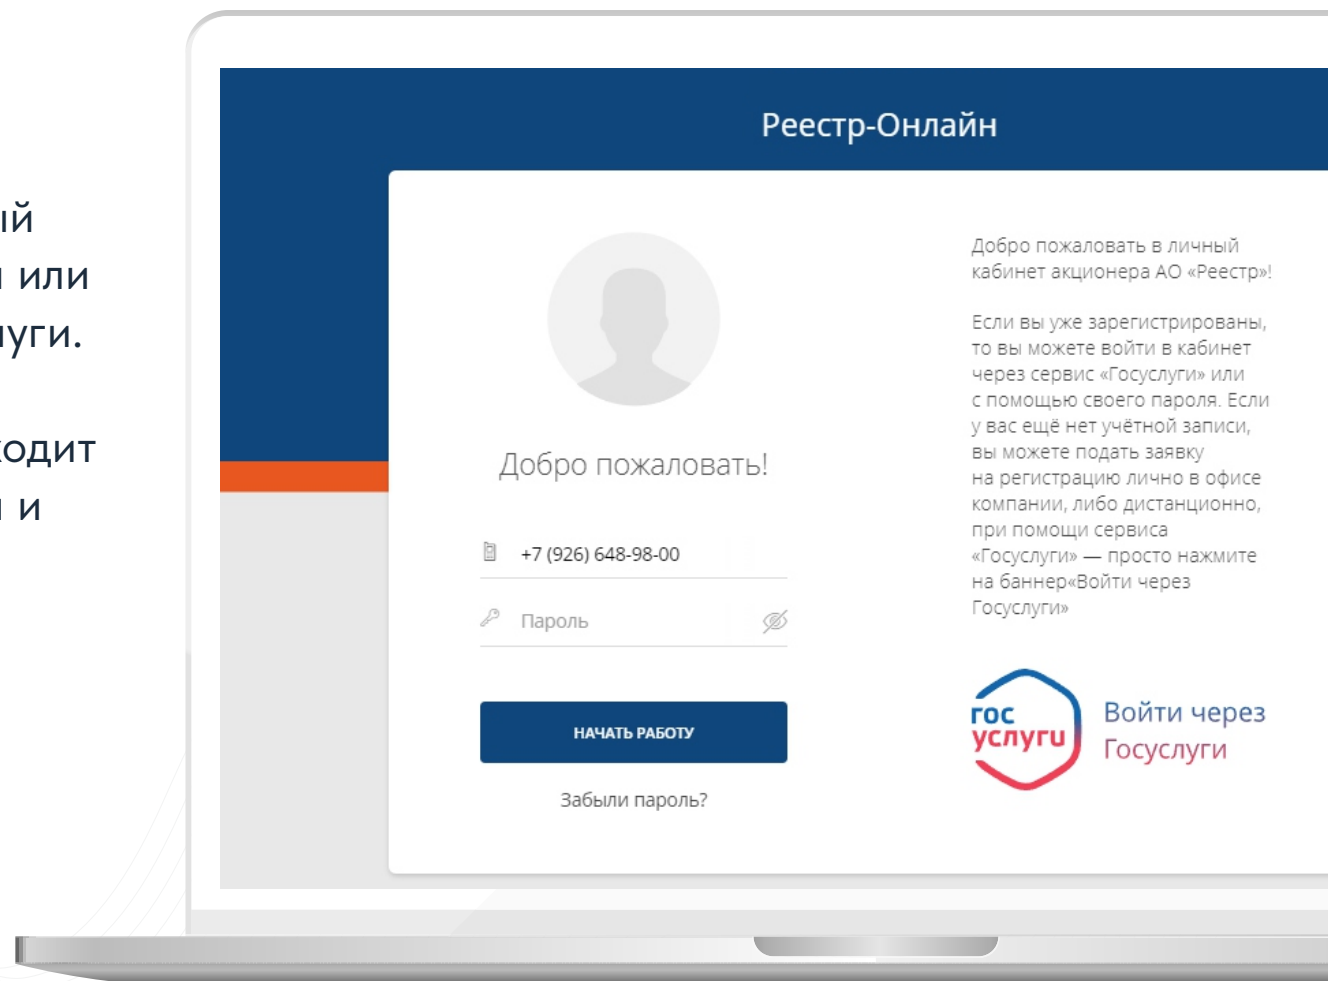 Реестр-Онлайн
или
и
Добро пожаловать!
+7 (926) 648-98-00
Пароль
НАЧАТЬ РАБОТУ
Забыли пароль?
Добро пожаловать в личный
кабинет акционера АО «Реестр»!
Если вы уже зарегистрированы,
то вы можете войти в кабинет
через сервис «Госуслуги» или
с помощью своего пароля. Если
у вас ещё нет учётной записи,
вы можете подать заявку
на регистрацию лично в офисе
компании, либо дистанционно,
при помощи сервиса
«Госуслуги» — просто нажмите
на баннер«Войти через
Госуслуги»
гос
услуги
Войти через
Госуслуги